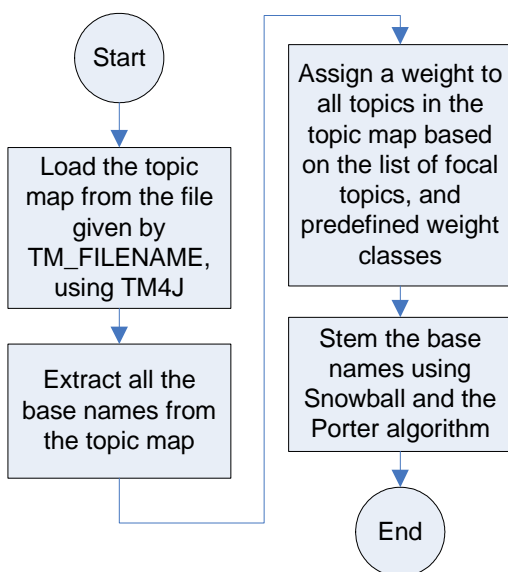 Start
Load the topic
map from the file
given by
TM_FILENAME,
using TM4J
Extract all the
base names from
the topic map
Assign a weight to
all topics in the
topic map based
on the list of focal
topics, and
predefined weight
classes
Stem the base
names using
Snowball and the
Porter algorithm
End